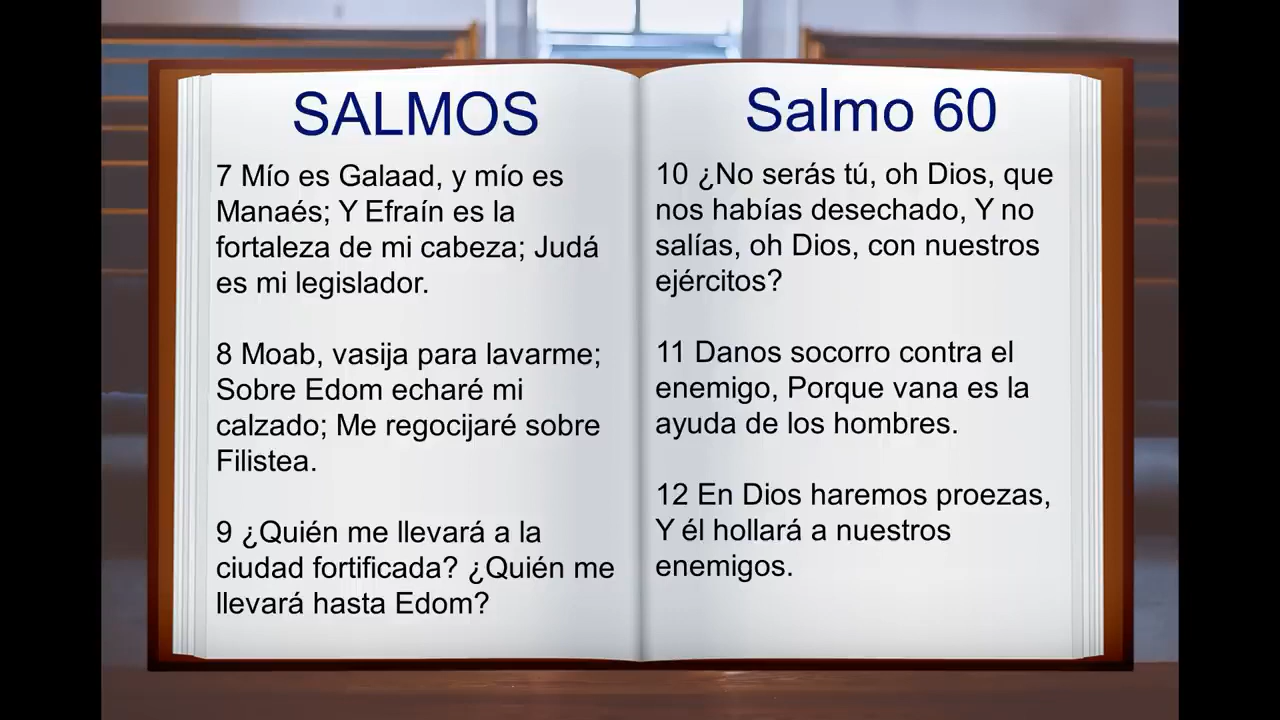 SALMOS
7 Mío es Galaad, y mío es
Manaés; Y Efraín es la
fortaleza de mi cabeza; Judá
es mi legislador.
8 Moab, vasija para lavarme;
Sobre Edom echaré mi
calzado; Me regocijaré sobre
Filistea.
9 ¿Quién me llevará a la
ciudad fortificada? ¿Quién me
llevará hasta Edom?
Salmo 60
10 ¿No serás tú, oh Dios, que
nos habías desechado, Y no
salías, oh Dios, con nuestros
ejércitos?
11 Danos socorro contra el
enemigo, Porque vana es la
ayuda de los hombres.
12 En Dios haremos proezas,
Y él hollará a nuestros
enemigos.